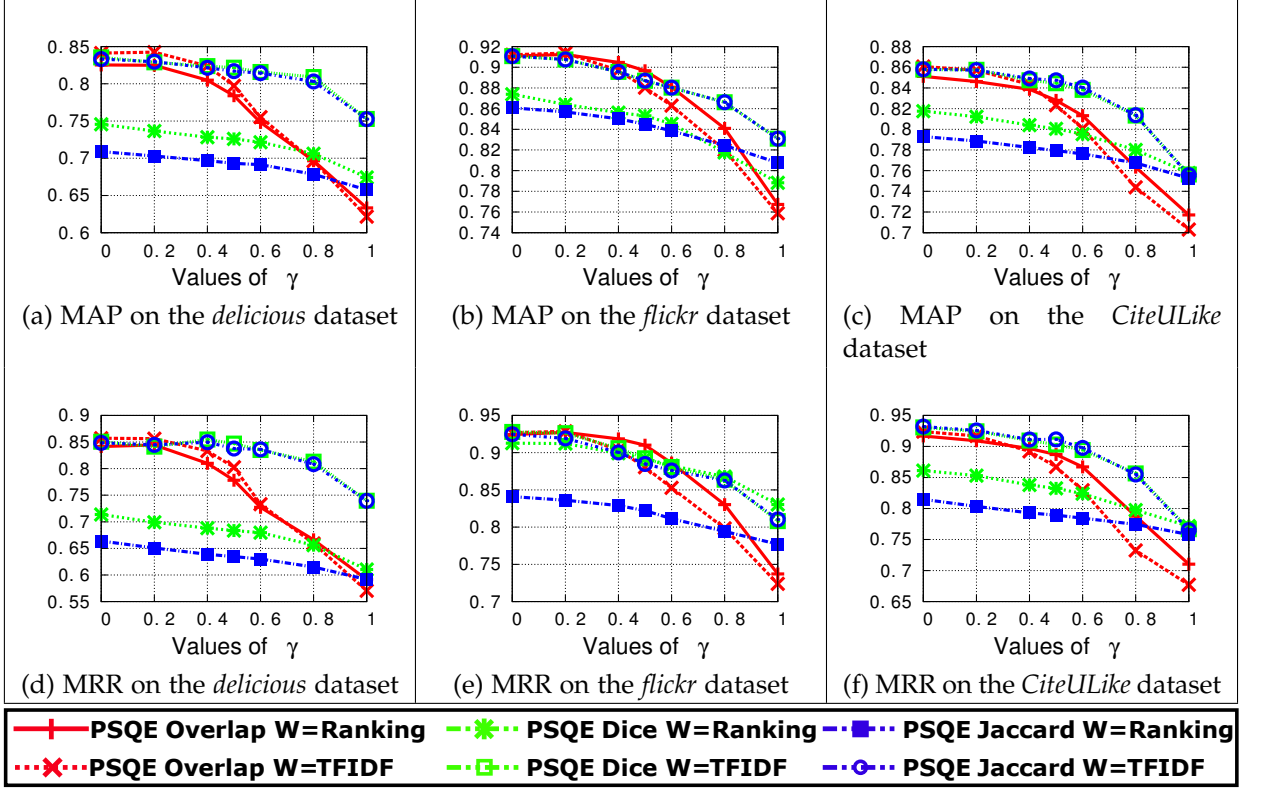 0. 85
0. 8
0. 75
0. 7
0. 65
0. 6
0 0. 2 0. 4 0. 6 0. 8 1
Values of γ
(a) MAP on the delicious dataset
0. 92
0. 9
0. 88
0. 86
0. 84
0. 82
0. 8
0. 78
0. 76
0. 74
0 0. 2 0. 4 0. 6 0. 8 1
Values of γ
(b) MAP on the flickr dataset
0. 88
0. 86
0. 84
0. 82
0. 8
0. 78
0. 76
0. 74
0. 72
0. 7
0 0. 2 0. 4 0. 6 0. 8 1
Values of γ
(c) MAP on the CiteULike
dataset
0. 9
0. 85
0. 8
0. 75
0. 7
0. 65
0. 6
0. 55
0 0. 2 0. 4 0. 6 0. 8 1
Values of γ
(d) MRR on the delicious dataset
0. 95
0. 9
0. 85
0. 8
0. 75
0. 7
0 0. 2 0. 4 0. 6 0. 8 1
Values of γ
(e) MRR on the flickr dataset
0. 95
0. 9
0. 85
0. 8
0. 75
0. 7
0. 65
0 0. 2 0. 4 0. 6 0. 8 1
Values of γ
(f) MRR on the CiteULike dataset
PSQE Overlap W=Ranking PSQE Dice W=Ranking PSQE Jaccard W=Ranking
PSQE Overlap W=TFIDF PSQE Dice W=TFIDF PSQE Jaccard W=TFIDF